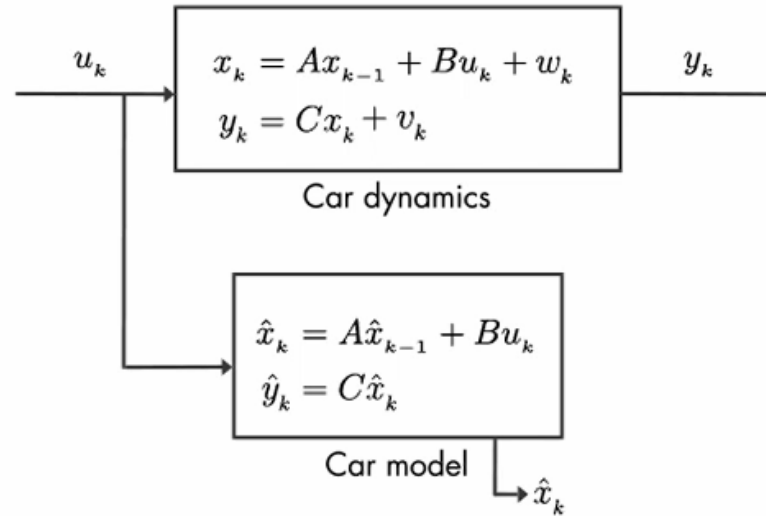 u_k
x_k = Ax_{k-1} + Bu_k + w_k
y_k = Cx_k + v_k
y_k
Car dynamics
x̂_k = Ax̂_{k-1} + Bu_k
ŷ_k = Cx̂_k
Car model
x̂_k